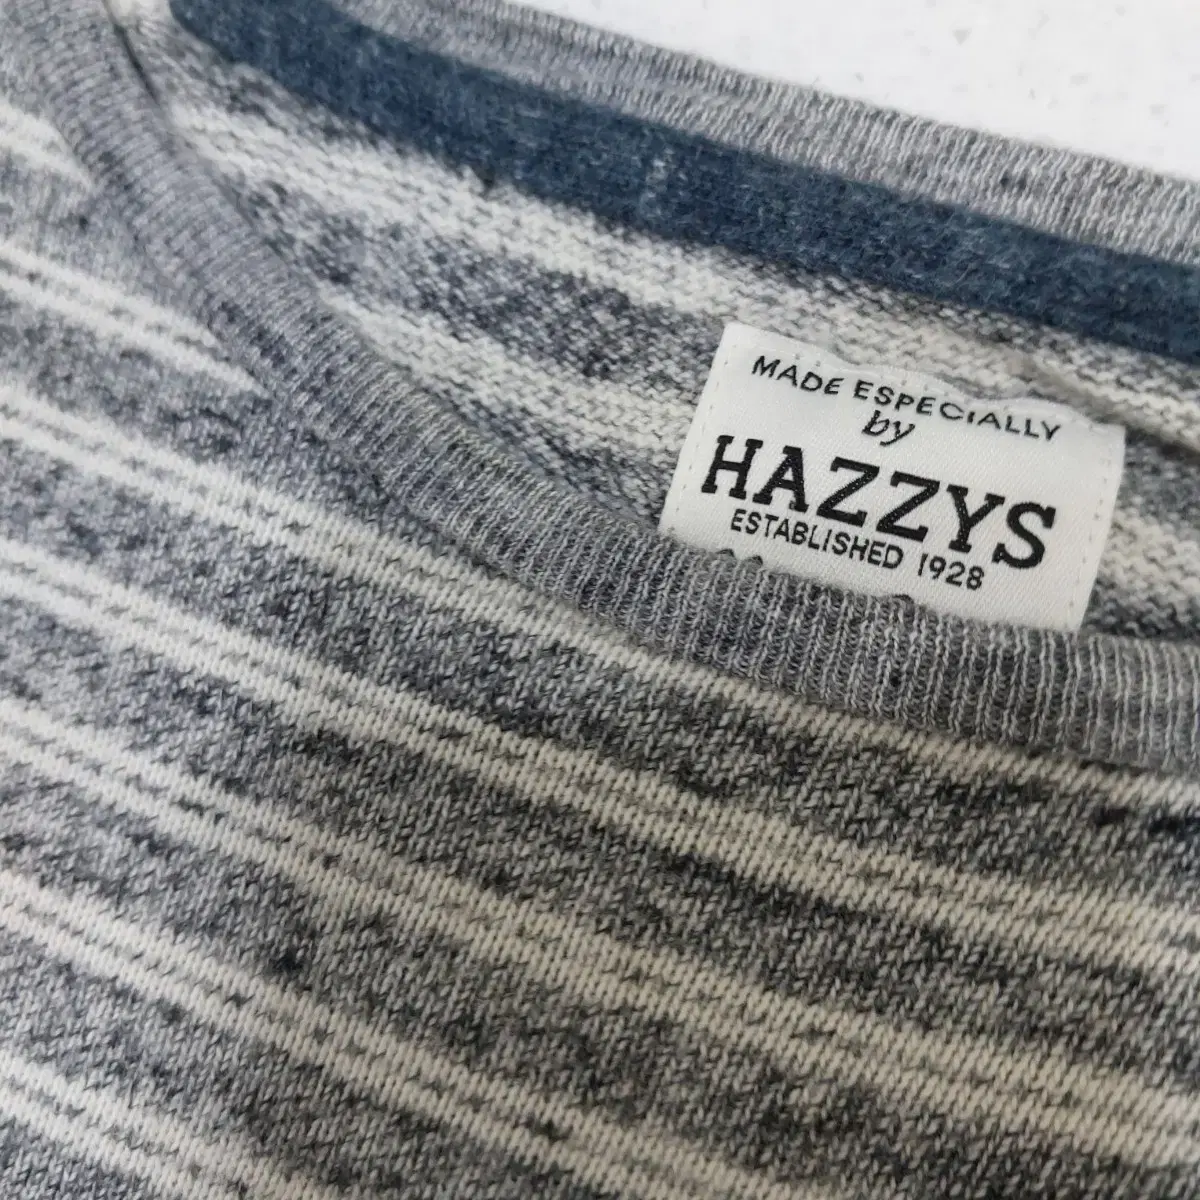 MADE ESPECIALLY
by
HAZZYS
ESTABLISHED 1928